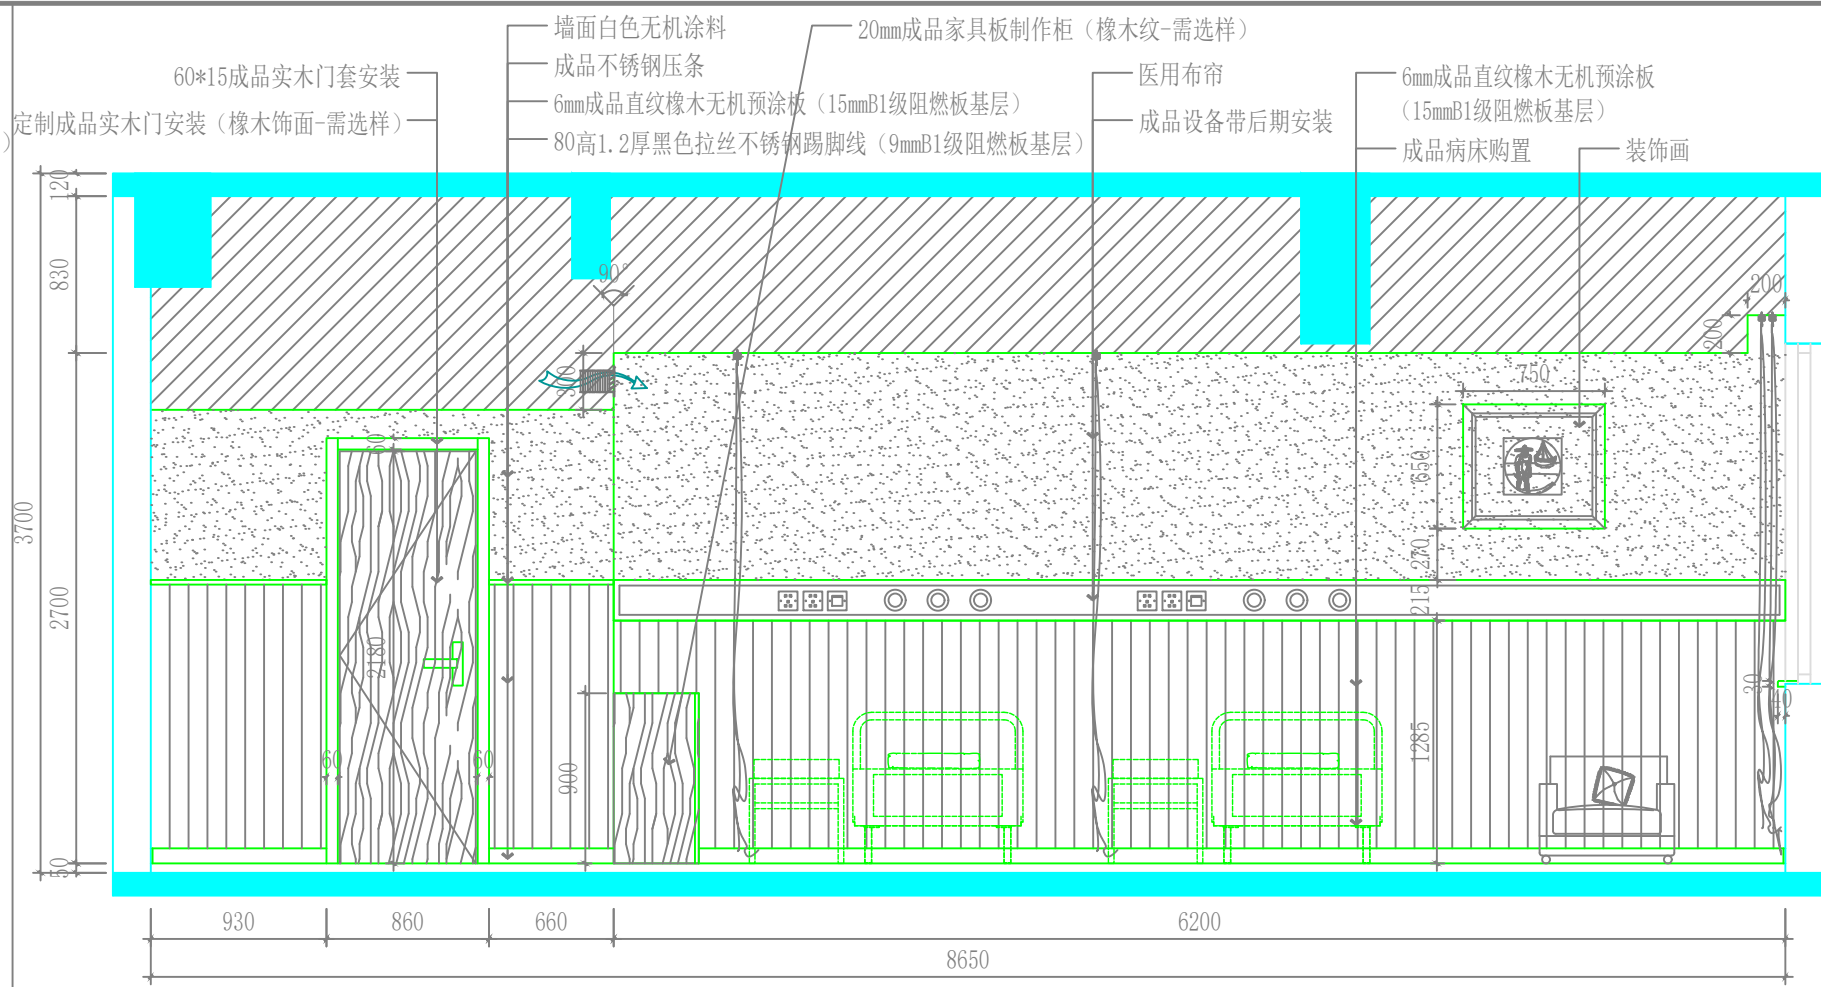 墙面白色无机涂料
20mm成品家具板制作柜（橡木纹-需选样）
成品不锈钢压条
60*15成品实木门套安装
医用布帘
6mm成品直纹橡木无机预涂板
6mm成品直纹橡木无机预涂板（15mmB1级阻燃板基层）
（15mmB1级阻燃板基层）
定制成品实木门安装（橡木饰面-需选样）
成品设备带后期安装
）
80高1.2厚黑色拉丝不锈钢踢脚线（9mmB1级阻燃板基层）
成品病床购置
装饰画
120
830
90°
200
200
300
750
60
550
3700
270
2700
215
2180
30
40
1285
60
60
900
50
930
860
660
6200
8650